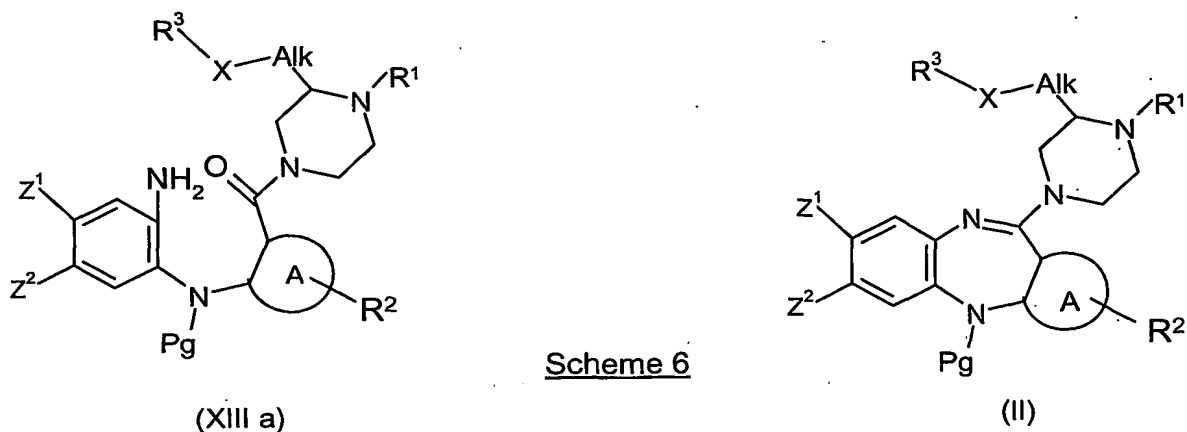 R³ X Alk N R¹
R³ X Alk N R¹
O N
NH₂
Z¹
Z²
N
A
R²
Pg
N
Z¹
N
Z²
N
A
R²
Pg
Scheme 6
(XIII a)
(II)